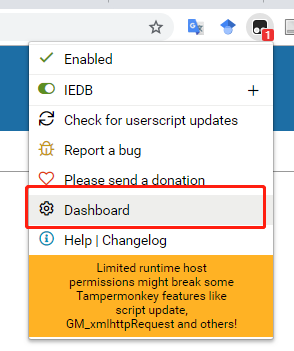 1
Enabled
IEDB +
Check for userscript updates
Report a bug
Please send a donation
Dashboard
Help | Changelog
Limited runtime host
permissions might break some
Tampermonkey features like
script update,
GM_xmlhttpRequest and others!